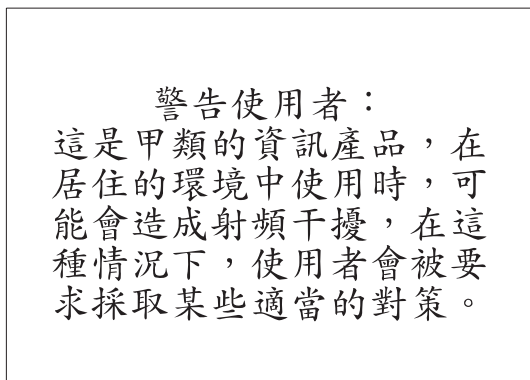 警告使用者：
這是甲類的資訊產品，在
居住的環境中使用時，可
能會造成射頻干擾，在這
種情況下，使用者會被要
求採取某些適當的對策。